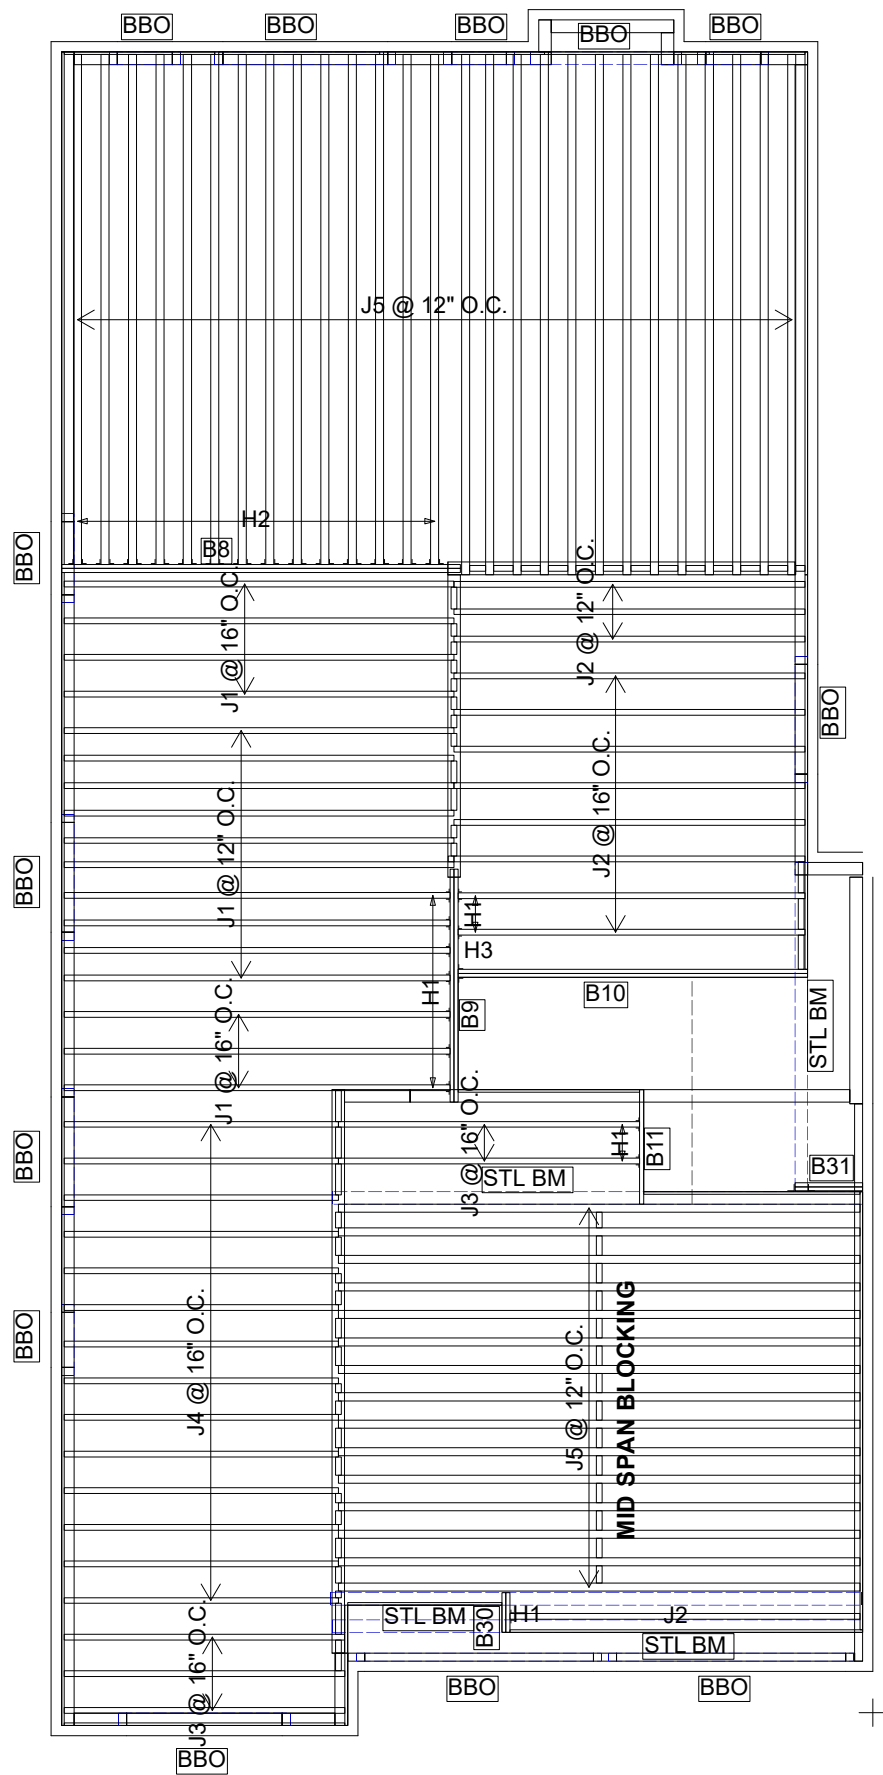 BBO
BBO
BBO
BBO
BBO
J5 @ 12" O.C.
H2
B8
BBO
J1 @ 16" O.C.
J2 @ 12" O.C.
BBO
J2 @ 16" O.C.
J1 @ 12" O.C.
BBO
H1
H3
H1
B9
B10
STL BM
J1 @ 16" O.C.
J3 @ 16" O.C.
H1
B11
BBO
STL BM
B31
BBO
J4 @ 16" O.C.
J5 @ 12" O.C.
MID SPAN BLOCKING
STL BM
B30
H1
J2
STL BM
J3 @ 16" O.C.
BBO
BBO
BBO